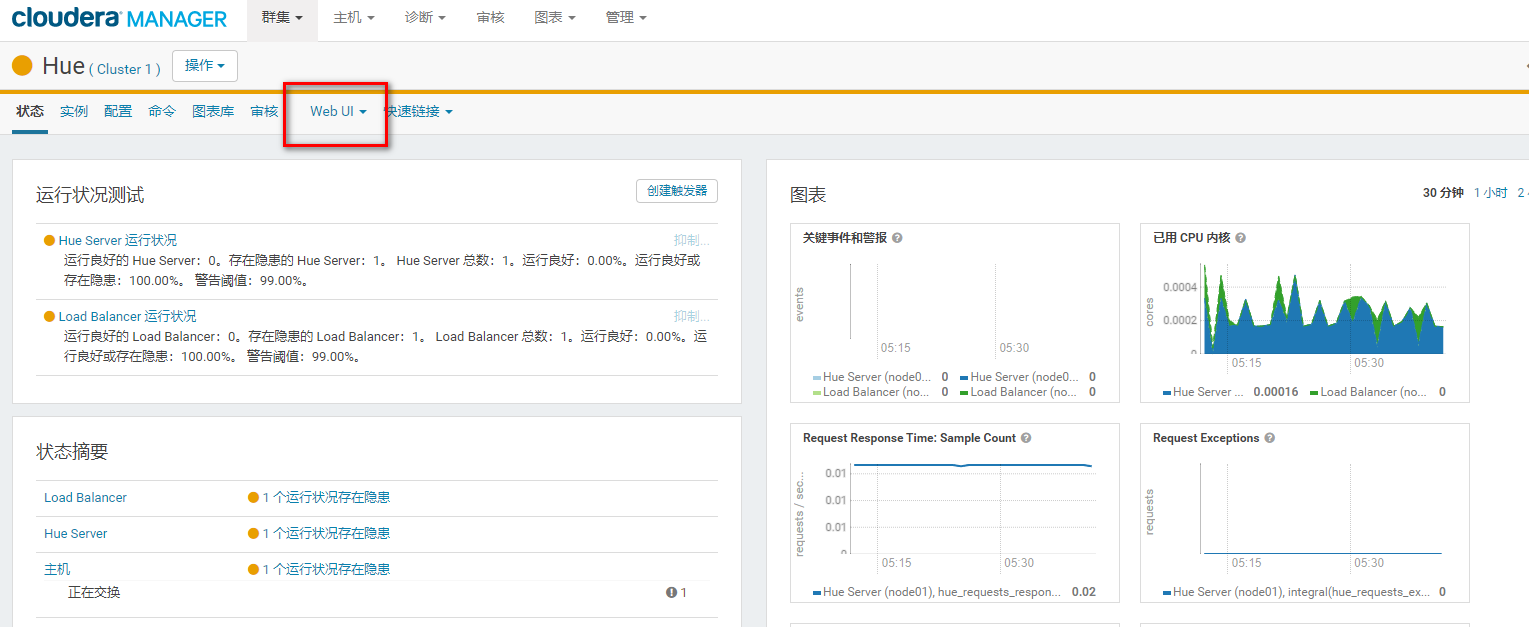 cloudera MANAGER 群集 主机 诊断 审核 图表 管理
Hue ( Cluster 1 ) 操作
状态 实例 配置 命令 图表库 审核 Web UI 快速链接
运行状况测试
创建触发器
Hue Server 运行状况
抑制...
运行良好的 Hue Server：0。存在隐患的 Hue Server：1。 Hue Server 总数：1。运行良好：0.00%。运行良好或
存在隐患：100.00%。 警告阈值：99.00%。
Load Balancer 运行状况
抑制...
运行良好的 Load Balancer：0。存在隐患的 Load Balancer：1。 Load Balancer 总数：1。运行良好：0.00%。运
行良好或存在隐患：100.00%。 警告阈值：99.00%。
状态摘要
Load Balancer 1 个运行状况存在隐患
Hue Server 1 个运行状况存在隐患
主机 1 个运行状况存在隐患
正在交换 1
图表
30 分钟 1 小时 2
关键事件和警报
events
05:15 05:30
Hue Server (node0... 0 Hue Server (node0... 0
Load Balancer (no... 0 Load Balancer (no... 0
已用 CPU 内核
cores
0.0004
0.0002
0
05:15 05:30
Hue Server ... 0.00016 Load Balancer (no... 0
Request Response Time: Sample Count
requests / sec...
0.01
0.01
0.01
0
05:15 05:30
Hue Server (node01), hue_requests_respon... 0.02
Request Exceptions
requests
05:15 05:30
Hue Server (node01), integral(hue_requests_ex... 0